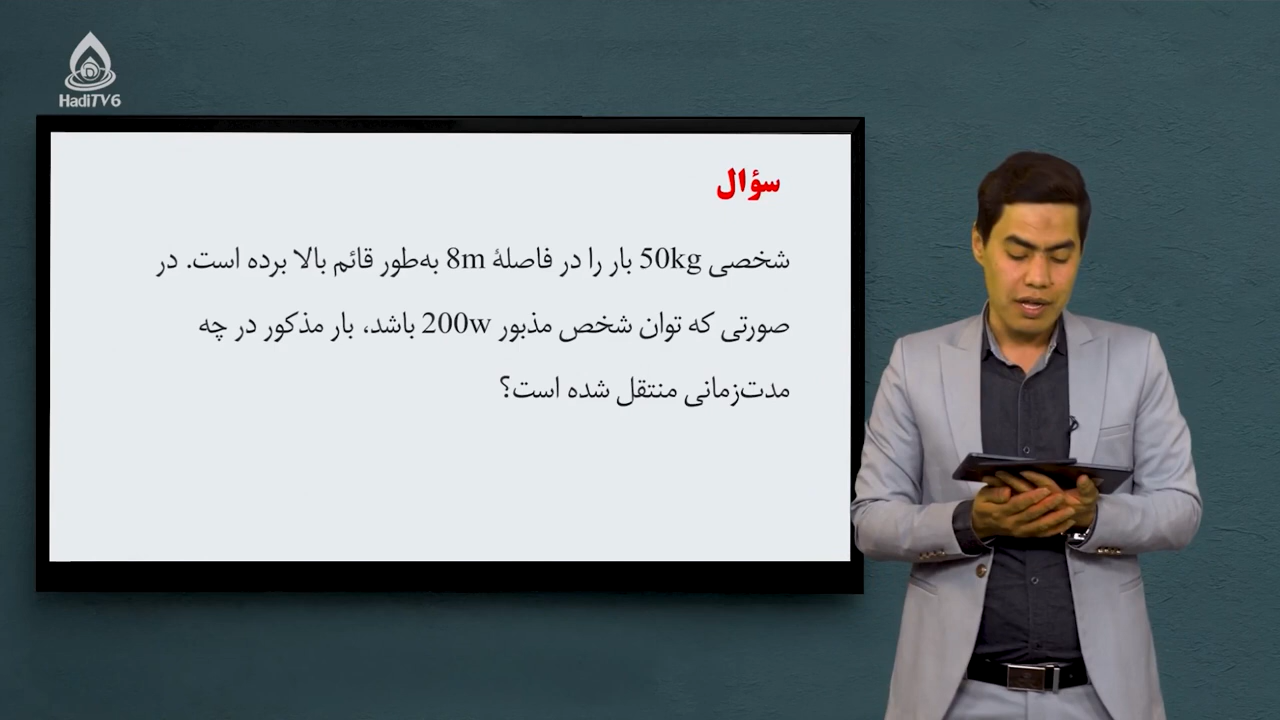 HadiTV6
سؤال
شخصی 50kg بار را در فاصلهٔ 8m به‌طور قائم بالا برده است. در
صورتی که توان شخص مذبور 200w باشد، بار مذکور در چه
مدت‌زمانی منتقل شده است؟